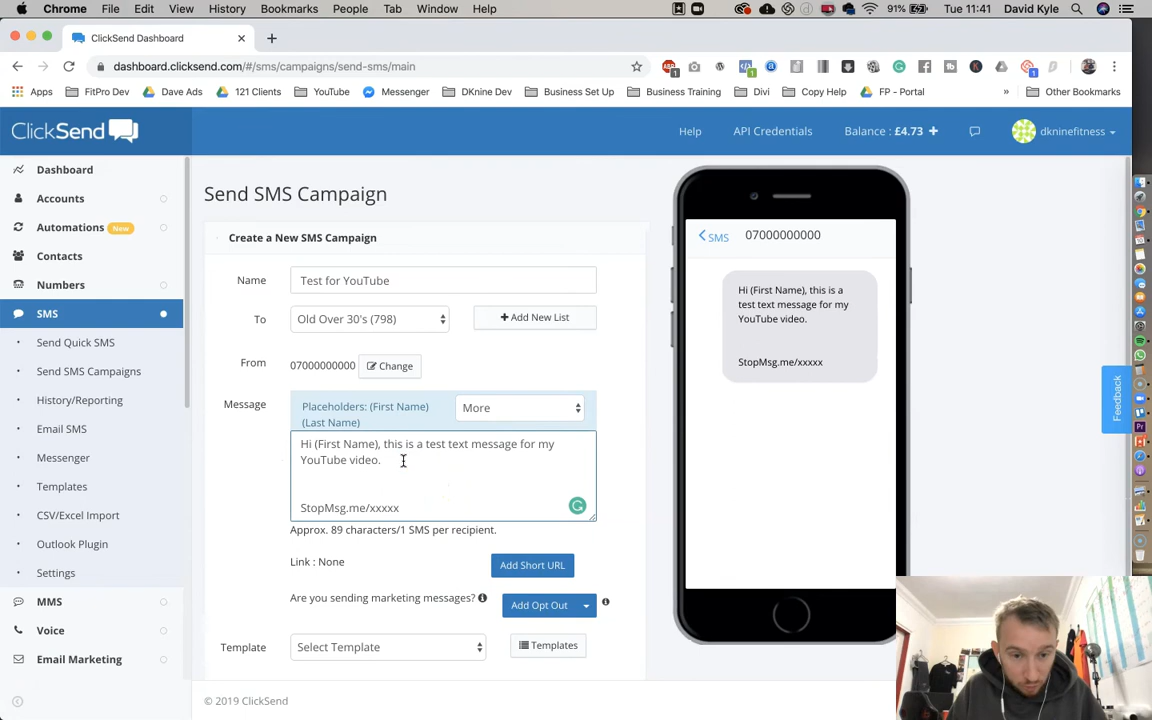 Chrome File Edit View History Bookmarks People Tab Window Help 91% Tue 11:41 David Kyle
ClickSend Dashboard
dashboard.clicksend.com/#/sms/campaigns/send-sms/main
Apps FitPro Dev Dave Ads 121 Clients YouTube Messenger DKnine Dev Business Set Up Business Training Divi Copy Help FP - Portal » Other Bookmarks
ClickSend Help API Credentials Balance : £4.73 dkninefitness
Dashboard
Accounts
Automations New
Contacts
Numbers
SMS
Send Quick SMS
Send SMS Campaigns
History/Reporting
Email SMS
Messenger
Templates
CSV/Excel Import
Outlook Plugin
Settings
MMS
Voice
Email Marketing
Send SMS Campaign
Create a New SMS Campaign
Name Test for YouTube
To Old Over 30's (798) + Add New List
From 07000000000 Change
Message Placeholders: (First Name) More
(Last Name)
Hi (First Name), this is a test text message for my
YouTube video.
StopMsg.me/xxxxx
Approx. 89 characters/1 SMS per recipient.
Link : None Add Short URL
Are you sending marketing messages? Add Opt Out
Template Select Template Templates
© 2019 ClickSend
SMS 07000000000
Hi (First Name), this is a
test text message for my
YouTube video.
StopMsg.me/xxxxx
Feedback